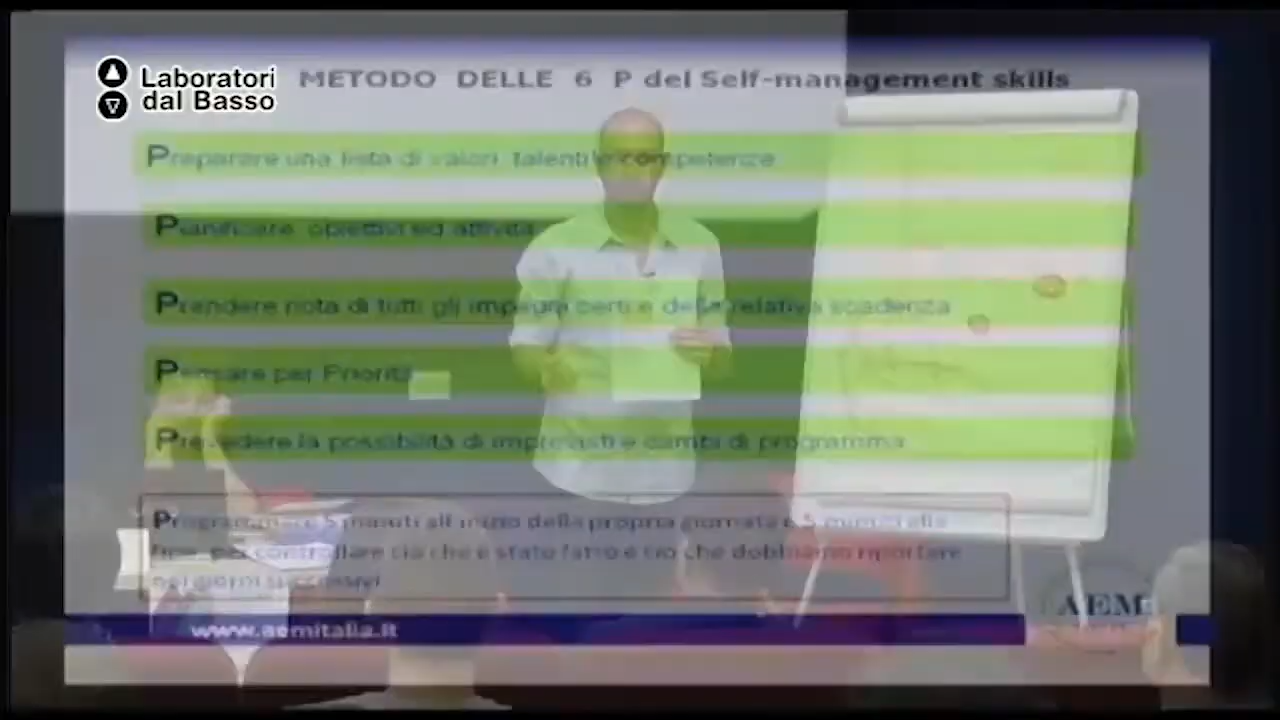 Laboratori
dal Basso
METODO DELLE 6 P del Self-management skills
Preparare una lista di valori talenti e competenze
Pianificare obiettivi ed attività
Prendere nota di tutti gli impegni certi e della relativa scadenza
Pensare per Priorità
Prevedere la possibilità di imprevisti e cambi di programma
Programmare 5 minuti all'inizio della propria giornata e 5 minuti alla
fine, per controllare ciò che è stato fatto e ciò che dobbiamo riportare
nei giorni successivi
www.aemitalia.it
AEM